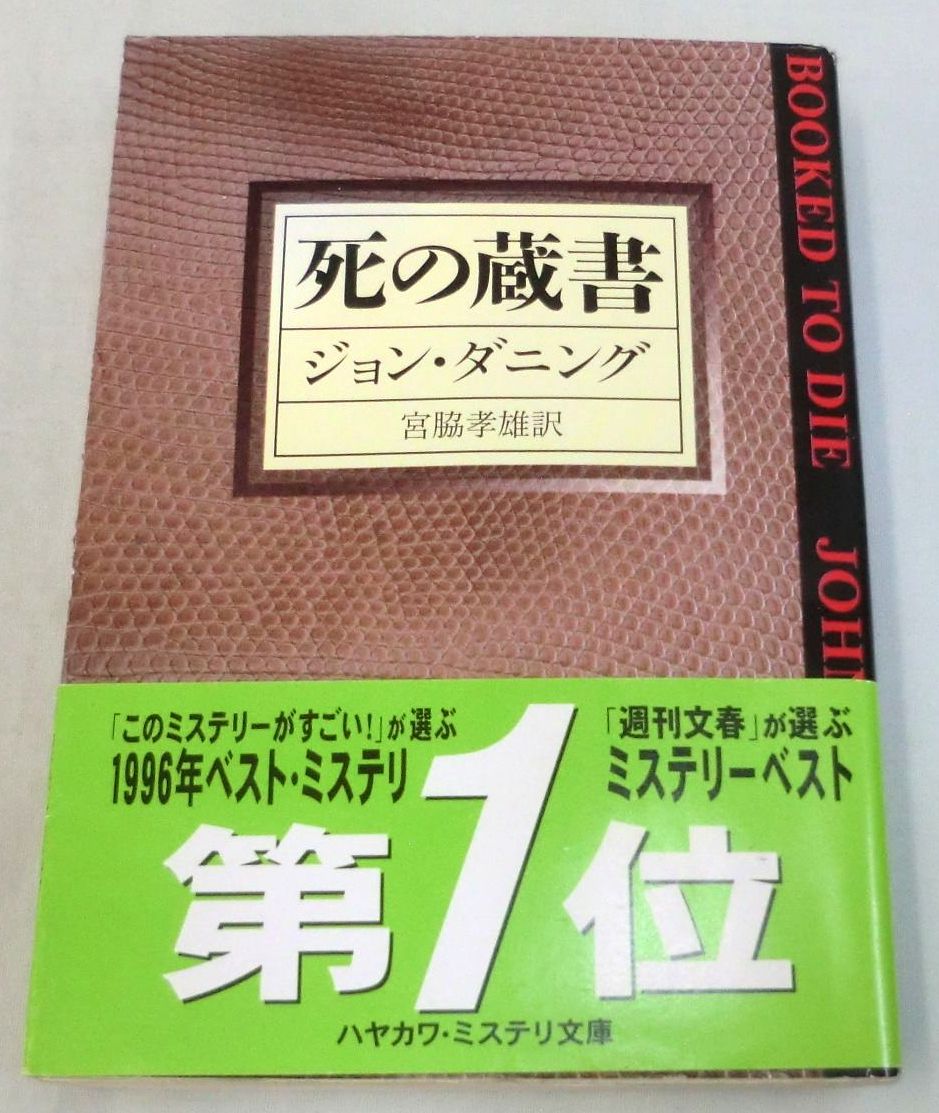 死の蔵書
ジョン・ダニング
宮脇孝雄訳
BOOKED TO DIE JOHN
「このミステリーがすごい!」が選ぶ
1996年ベスト・ミステリ
「週刊文春」が選ぶ
ミステリーベスト
第1位
ハヤカワ・ミステリ文庫